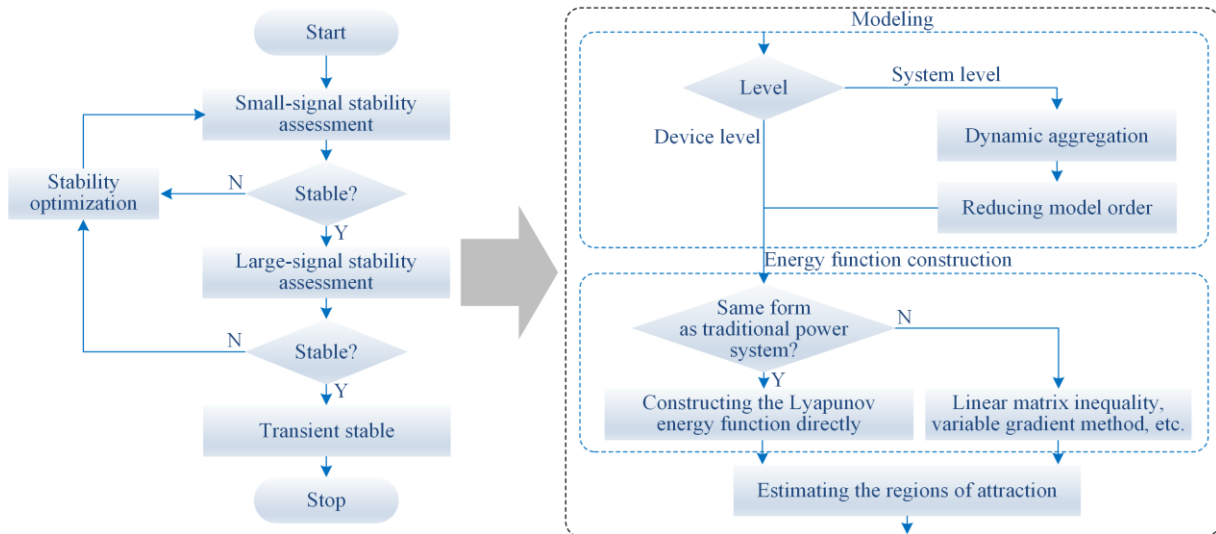 Start
Small-signal stability
assessment
Stability
optimization
N
Stable?
Y
Large-signal stability
assessment
N
Stable?
Y
Transient stable
Stop
Modeling
Level
System level
Device level
Dynamic aggregation
Reducing model order
Energy function construction
Same form
as traditional power
system?
N
Y
Constructing the Lyapunov
energy function directly
Linear matrix inequality,
variable gradient method, etc.
Estimating the regions of attraction